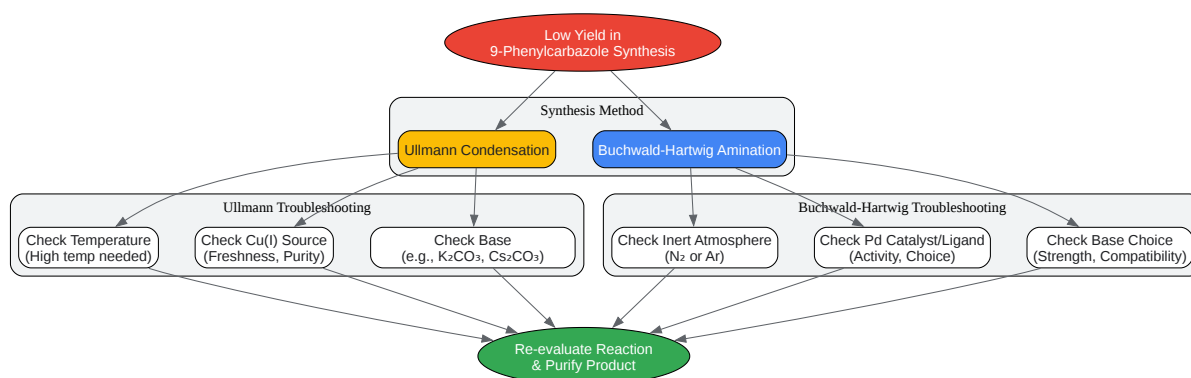 Low Yield in
9-Phenylcarbazole Synthesis
Synthesis Method
Ullmann Condensation
Buchwald-Hartwig Amination
Ullmann Troubleshooting
Check Temperature
(High temp needed)
Check Cu(I) Source
(Freshness, Purity)
Check Base
(e.g., K₂CO₃, Cs₂CO₃)
Buchwald-Hartwig Troubleshooting
Check Inert Atmosphere
(N₂ or Ar)
Check Pd Catalyst/Ligand
(Activity, Choice)
Check Base Choice
(Strength, Compatibility)
Re-evaluate Reaction
& Purify Product